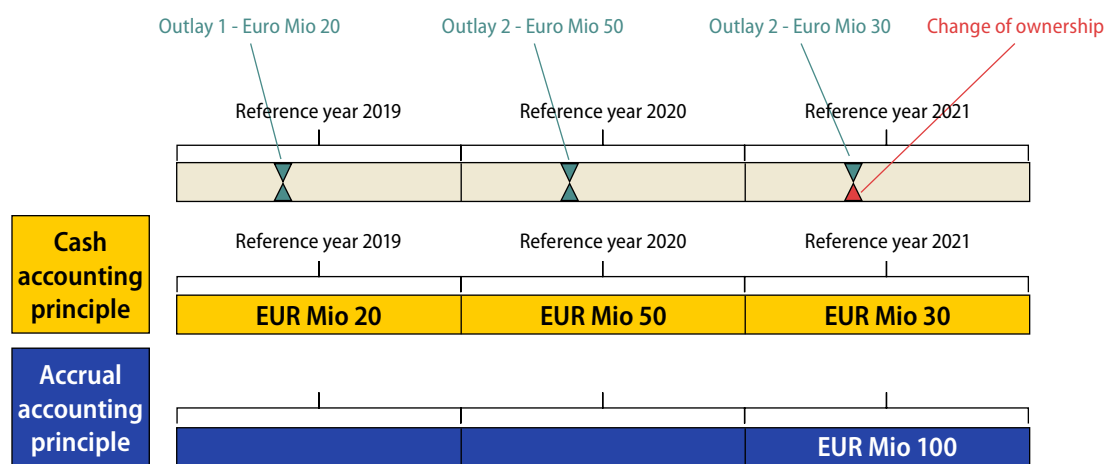 Outlay 1 - Euro Mio 20 Outlay 2 - Euro Mio 50 Outlay 2 - Euro Mio 30 Change of ownership
Reference year 2019 Reference year 2020 Reference year 2021
Cash
accounting
principle
Reference year 2019 Reference year 2020 Reference year 2021
EUR Mio 20 EUR Mio 50 EUR Mio 30
Accrual
accounting
principle
EUR Mio 100